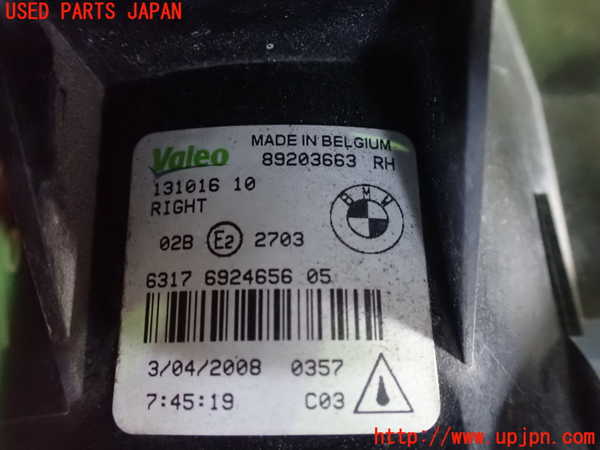 USED PARTS JAPAN
Valeo MADE IN BELGIUM
89203663 RH
131016 10
RIGHT
BMW
02B E2 2703
6317 6924656 05
3/04/2008 0357
7:45:19 C03
http://www.upjpn.com/